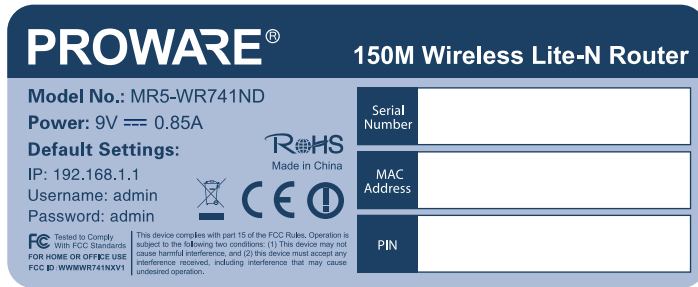 PROWARE®
150M Wireless Lite-N Router
Model No.: MR5-WR741ND
Power: 9V 0.85A
Default Settings:
IP: 192.168.1.1
Username: admin
Password: admin
RoHS
Made in China
CE
FC Tested to Comply
With FCC Standards
FOR HOME OR OFFICE USE
FCC ID: WWMWR741NXV1
This device complies with part 15 of the FCC Rules. Operation is
subject to the following two conditions: (1) This device may not
cause harmful interference, and (2) this device must accept any
interference received, including interference that may cause
undesired operation.
Serial
Number
MAC
Address
PIN